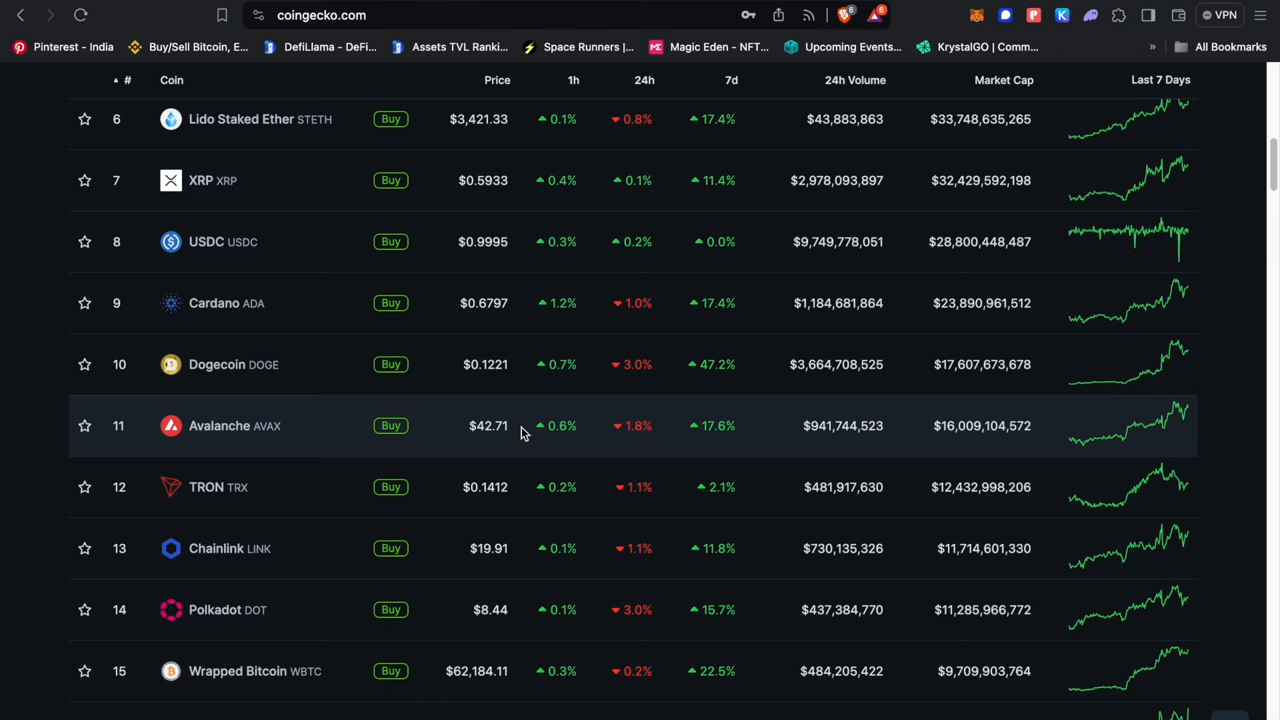 coingecko.com 6 6 VPN
Pinterest - India Buy/Sell Bitcoin, E... DefiLlama - DeFi... Assets TVL Ranki... Space Runners |... Magic Eden - NFT... Upcoming Events... KrystalGO | Comm... » All Bookmarks
# Coin Price 1h 24h 7d 24h Volume Market Cap Last 7 Days
6 Lido Staked Ether STETH Buy $3,421.33 0.1% 0.8% 17.4% $43,883,863 $33,748,635,265
7 XRP XRP Buy $0.5933 0.4% 0.1% 11.4% $2,978,093,897 $32,429,592,198
8 USDC USDC Buy $0.9995 0.3% 0.2% 0.0% $9,749,778,051 $28,800,448,487
9 Cardano ADA Buy $0.6797 1.2% 1.0% 17.4% $1,184,681,864 $23,890,961,512
10 Dogecoin DOGE Buy $0.1221 0.7% 3.0% 47.2% $3,664,708,525 $17,607,673,678
11 Avalanche AVAX Buy $42.71 0.6% 1.8% 17.6% $941,744,523 $16,009,104,572
12 TRON TRX Buy $0.1412 0.2% 1.1% 2.1% $481,917,630 $12,432,998,206
13 Chainlink LINK Buy $19.91 0.1% 1.1% 11.8% $730,135,326 $11,714,601,330
14 Polkadot DOT Buy $8.44 0.1% 3.0% 15.7% $437,384,770 $11,285,966,772
15 Wrapped Bitcoin WBTC Buy $62,184.11 0.3% 0.2% 22.5% $484,205,422 $9,709,903,764